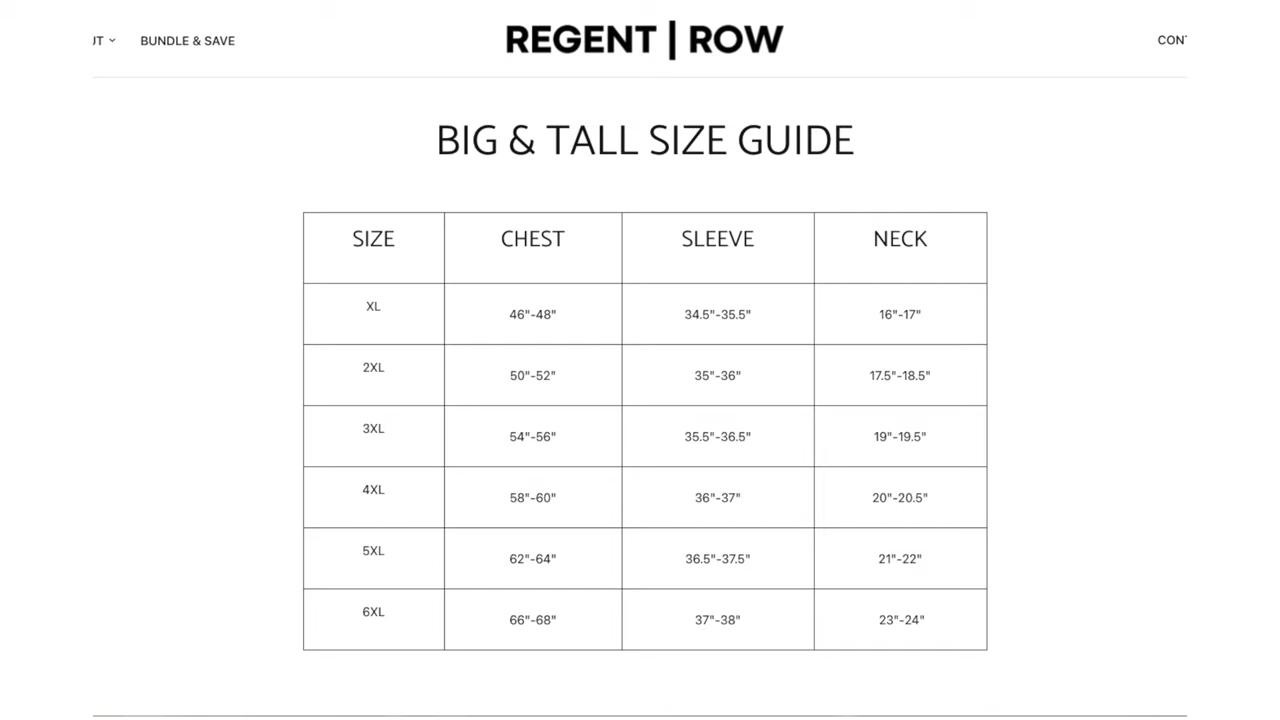 BUNDLE & SAVE
REGENT | ROW
BIG & TALL SIZE GUIDE
SIZE CHEST SLEEVE NECK
XL 46"-48" 34.5"-35.5" 16"-17"
2XL 50"-52" 35"-36" 17.5"-18.5"
3XL 54"-56" 35.5"-36.5" 19"-19.5"
4XL 58"-60" 36"-37" 20"-20.5"
5XL 62"-64" 36.5"-37.5" 21"-22"
6XL 66"-68" 37"-38" 23"-24"